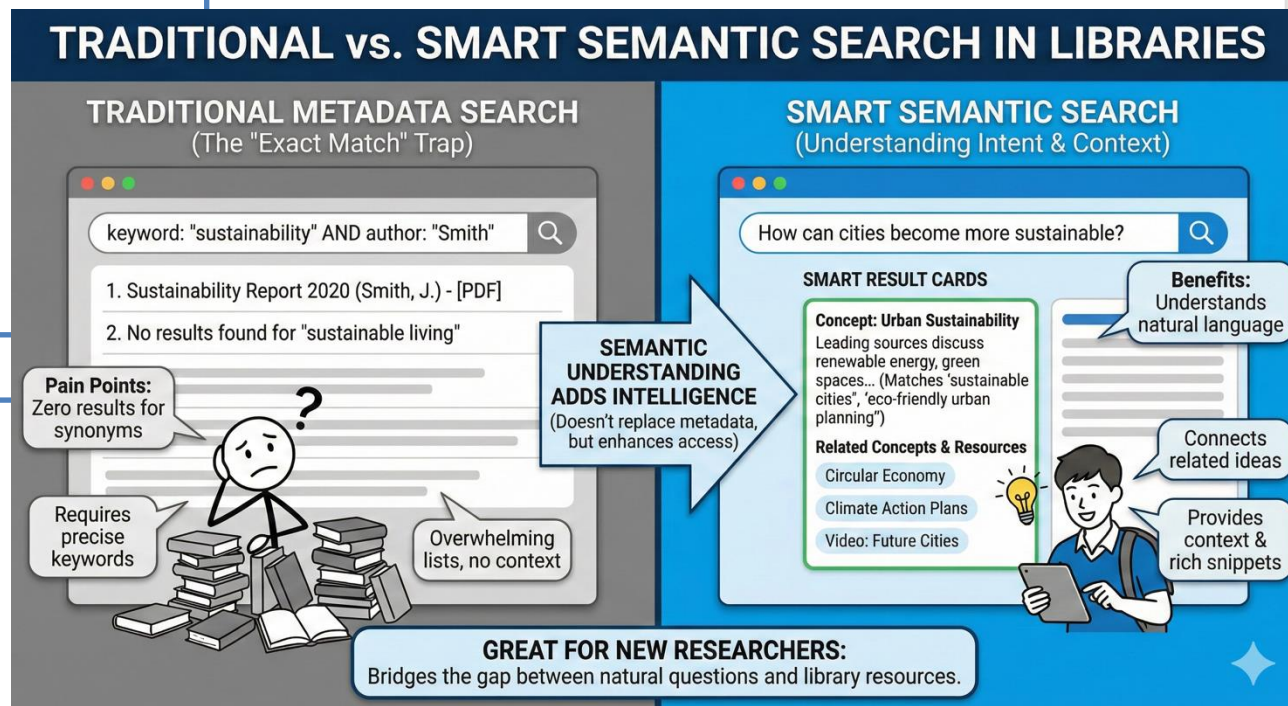 TRADITIONAL vs. SMART SEMANTIC SEARCH IN LIBRARIES
TRADITIONAL METADATA SEARCH
(The "Exact Match" Trap)
keyword: "sustainability" AND author: "Smith"
1. Sustainability Report 2020 (Smith, J.) - [PDF]
2. No results found for "sustainable living"
Pain Points:
Zero results for
synonyms
?
Requires
precise
keywords
Overwhelming
lists, no context
SEMANTIC
UNDERSTANDING
ADDS INTELLIGENCE
(Doesn't replace metadata,
but enhances access)
SMART SEMANTIC SEARCH
(Understanding Intent & Context)
How can cities become more sustainable?
SMART RESULT CARDS
Concept: Urban Sustainability
Leading sources discuss
renewable energy, green
spaces... (Matches 'sustainable
cities", 'eco-friendly urban
planning")
Related Concepts & Resources
Circular Economy
Climate Action Plans
Video: Future Cities
Benefits:
Understands
natural language
Connects
related ideas
Provides
context &
rich snippets
GREAT FOR NEW RESEARCHERS:
Bridges the gap between natural questions and library resources.